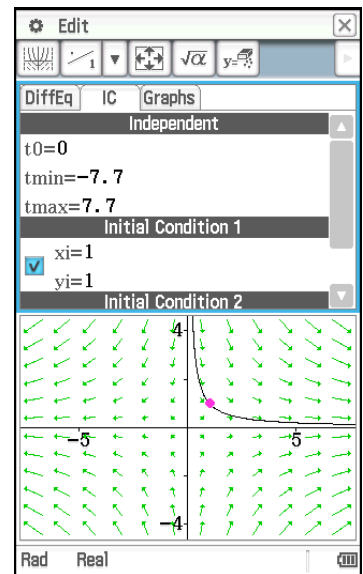 Edit
1 √α y=
DiffEq IC Graphs
Independent
t0=0
tmin=-7.7
tmax=7.7
Initial Condition 1
xi=1
yi=1
Initial Condition 2
4
-5 5
-4
Rad Real